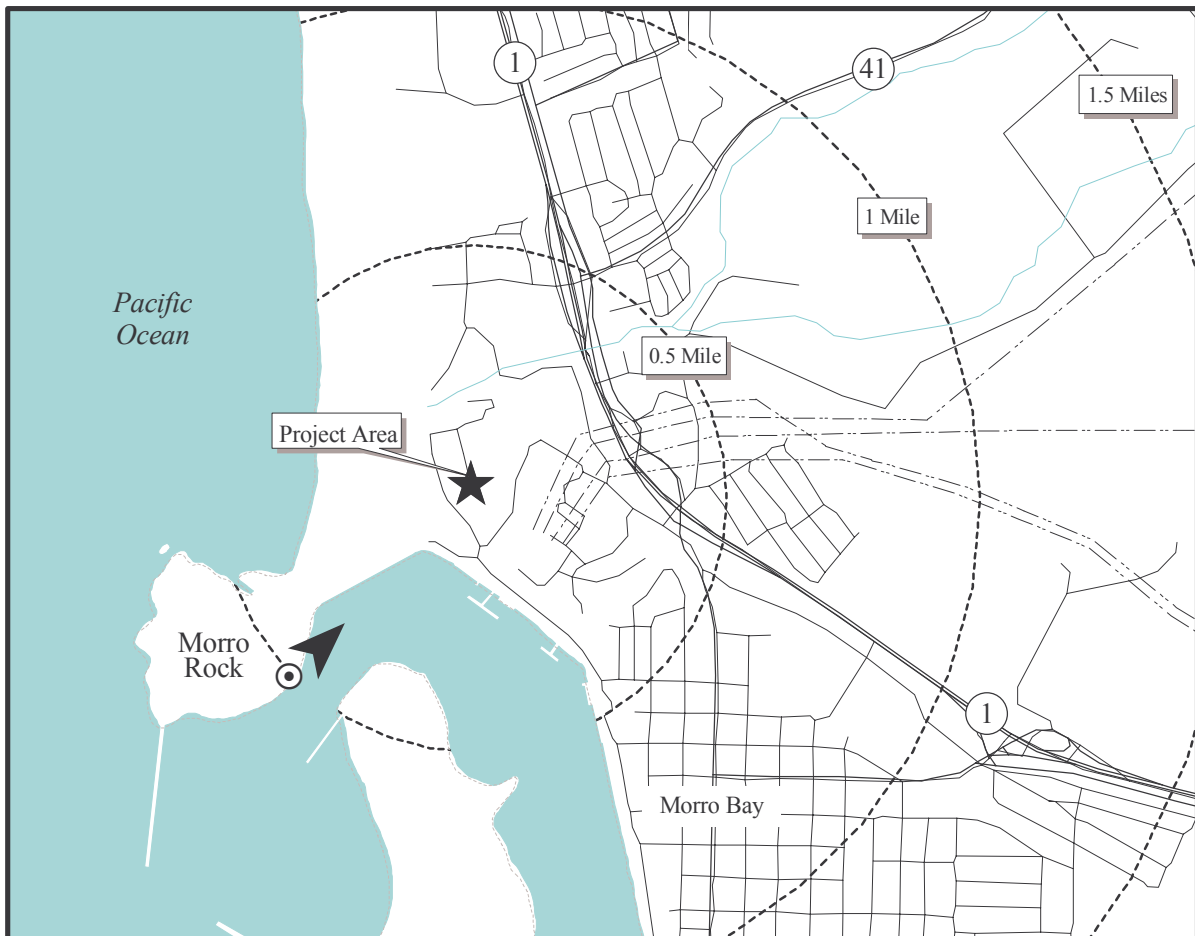 1
41
1.5 Miles
1 Mile
Pacific
Ocean
0.5 Mile
Project Area
Morro
Rock
1
Morro Bay